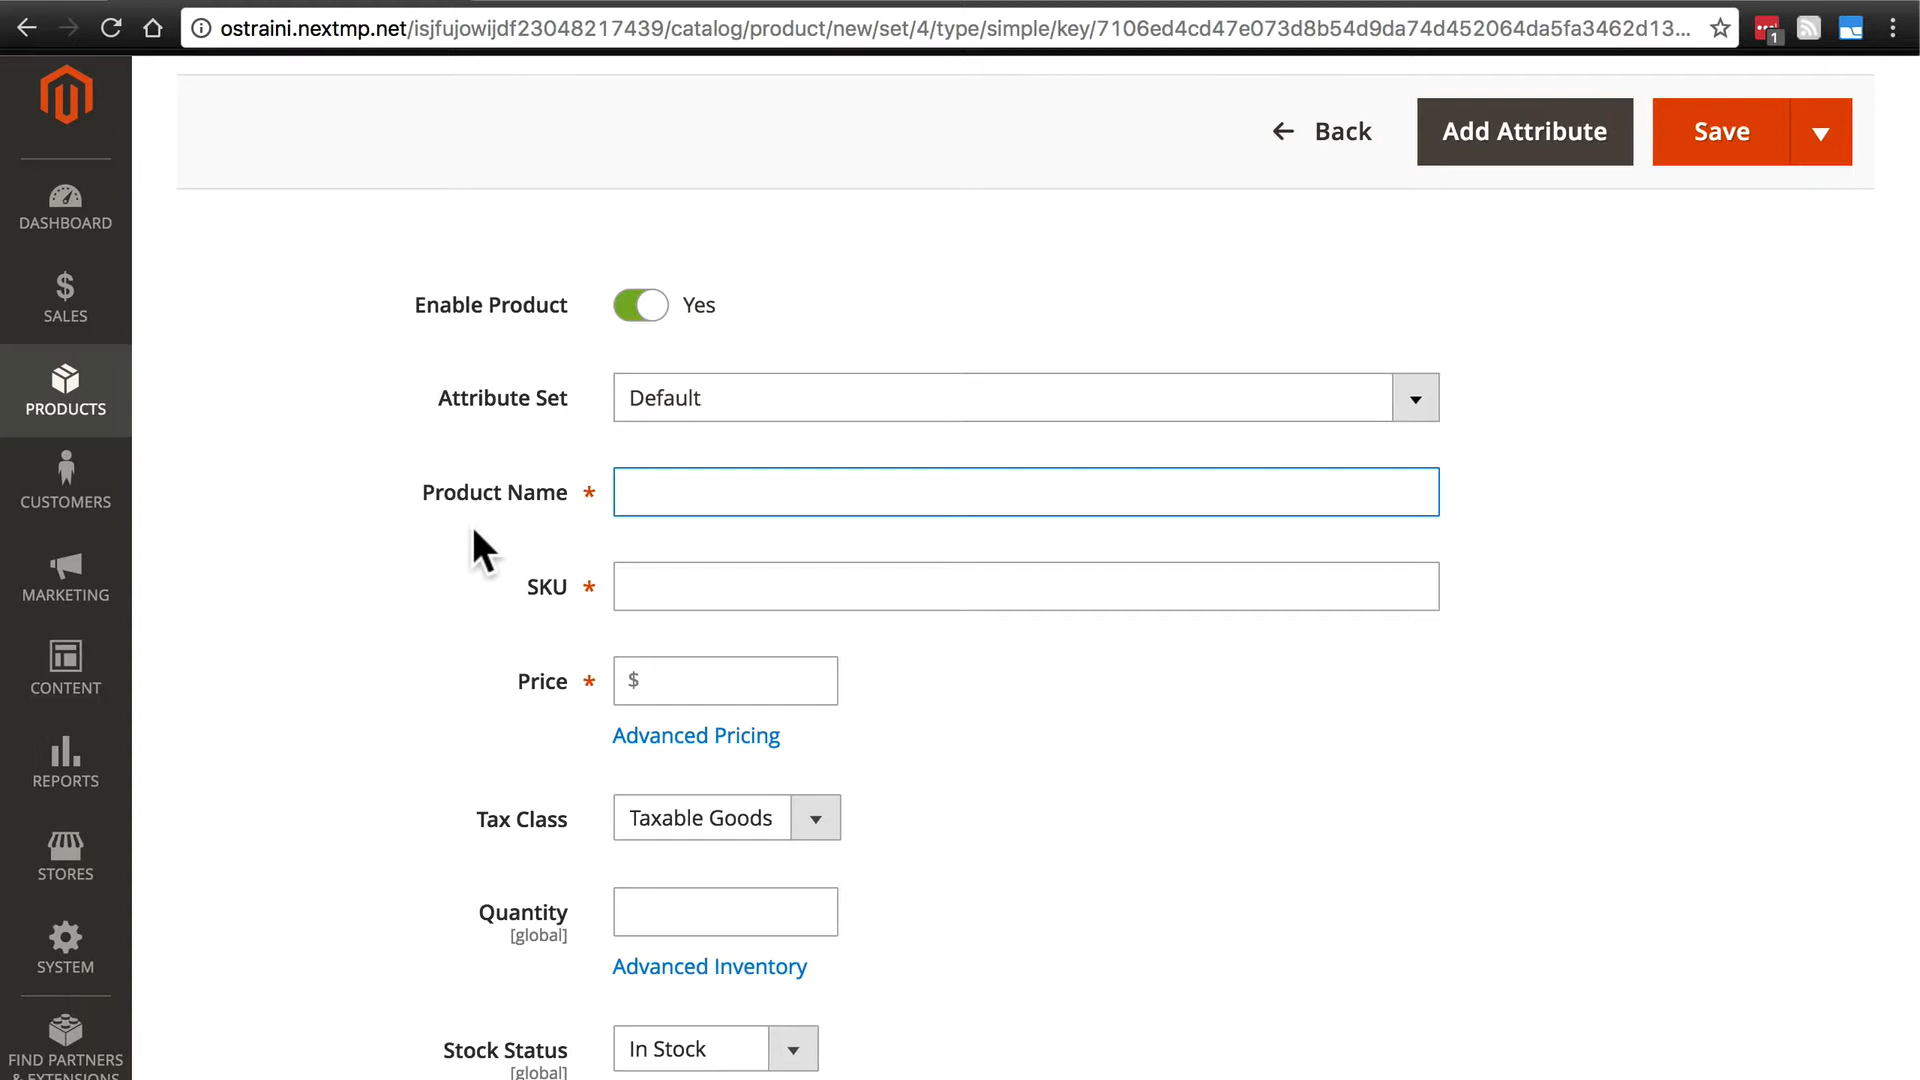 ostraini.nextmp.net/isjfujowijdf23048217439/catalog/product/new/set/4/type/simple/key/7106ed4cd47e073d8b54d9da74d452064da5fa3462d13...
1
← Back
Add Attribute
Save
DASHBOARD
SALES
PRODUCTS
CUSTOMERS
MARKETING
CONTENT
REPORTS
STORES
SYSTEM
FIND PARTNERS
& EXTENSIONS
Enable Product
Yes
Attribute Set
Default
Product Name *
SKU *
Price *
$
Advanced Pricing
Tax Class
Taxable Goods
Quantity
[global]
Advanced Inventory
Stock Status
In Stock
[global]